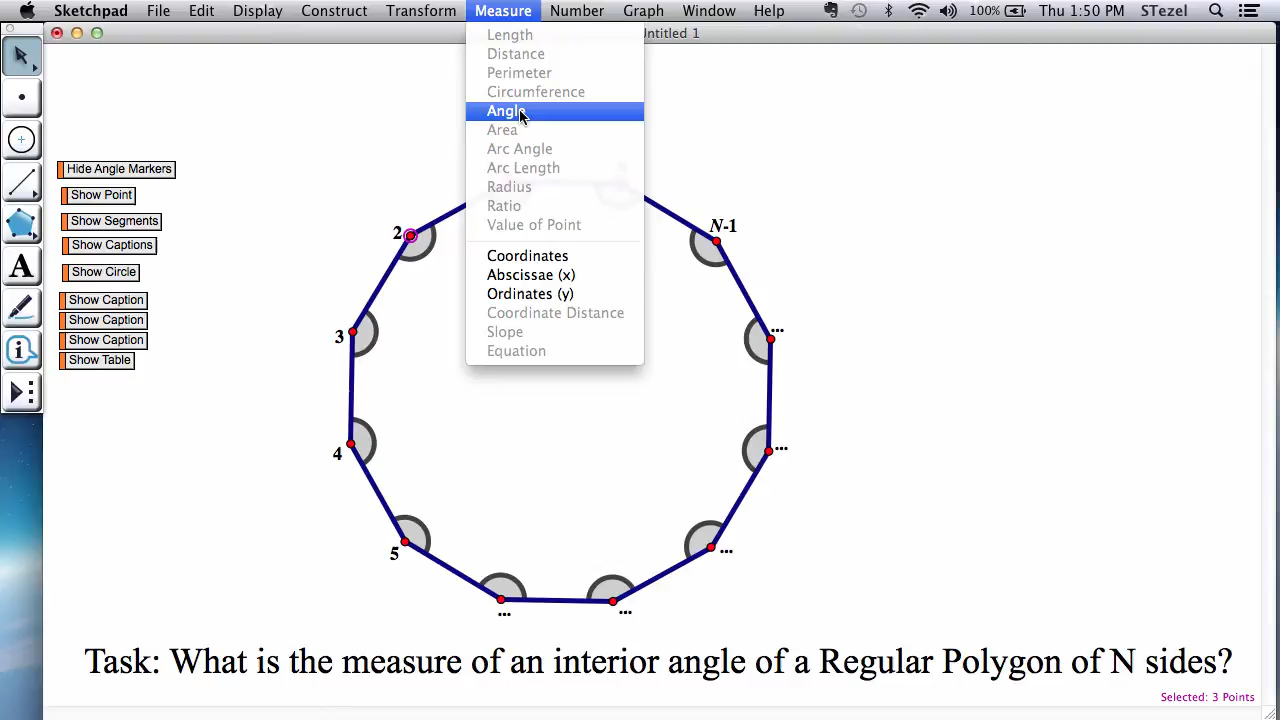 Sketchpad File Edit Display Construct Transform Measure Number Graph Window Help 100% Thu 1:50 PM STezel
Untitled 1
Length
Distance
Perimeter
Circumference
Angle
Area
Arc Angle
Arc Length
Radius
Ratio
Value of Point
Coordinates
Abscissae (x)
Ordinates (y)
Coordinate Distance
Slope
Equation
Hide Angle Markers
Show Point
Show Segments
Show Captions
Show Circle
Show Caption
Show Caption
Show Caption
Show Table
A
2
N-1
3
...
4
...
5
...
...
...
Task: What is the measure of an interior angle of a Regular Polygon of N sides?
Selected: 3 Points